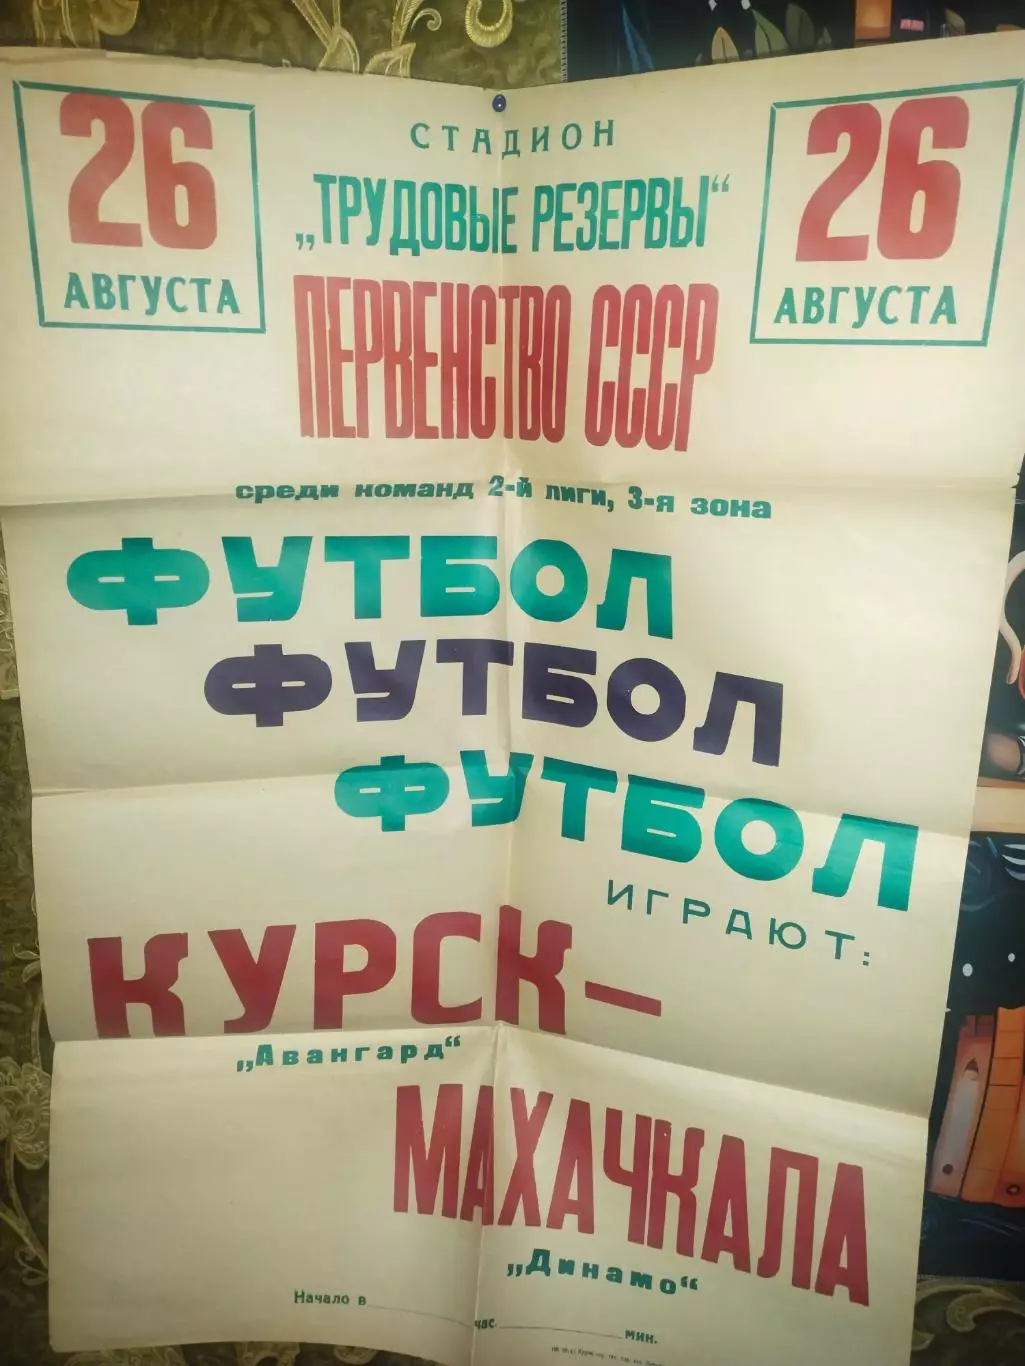 26
АВГУСТА
СТАДИОН
„ТРУДОВЫЕ РЕЗЕРВЫ“
26
АВГУСТА
ПЕРВЕНСТВО СССР
среди команд 2-й лиги, 3-я зона
ФУТБОЛ
ФУТБОЛ
ФУТБОЛ
ИГРАЮТ:
КУРСК—
„Авангард“
МАХАЧКАЛА
„Динамо“
Начало в час. мин.